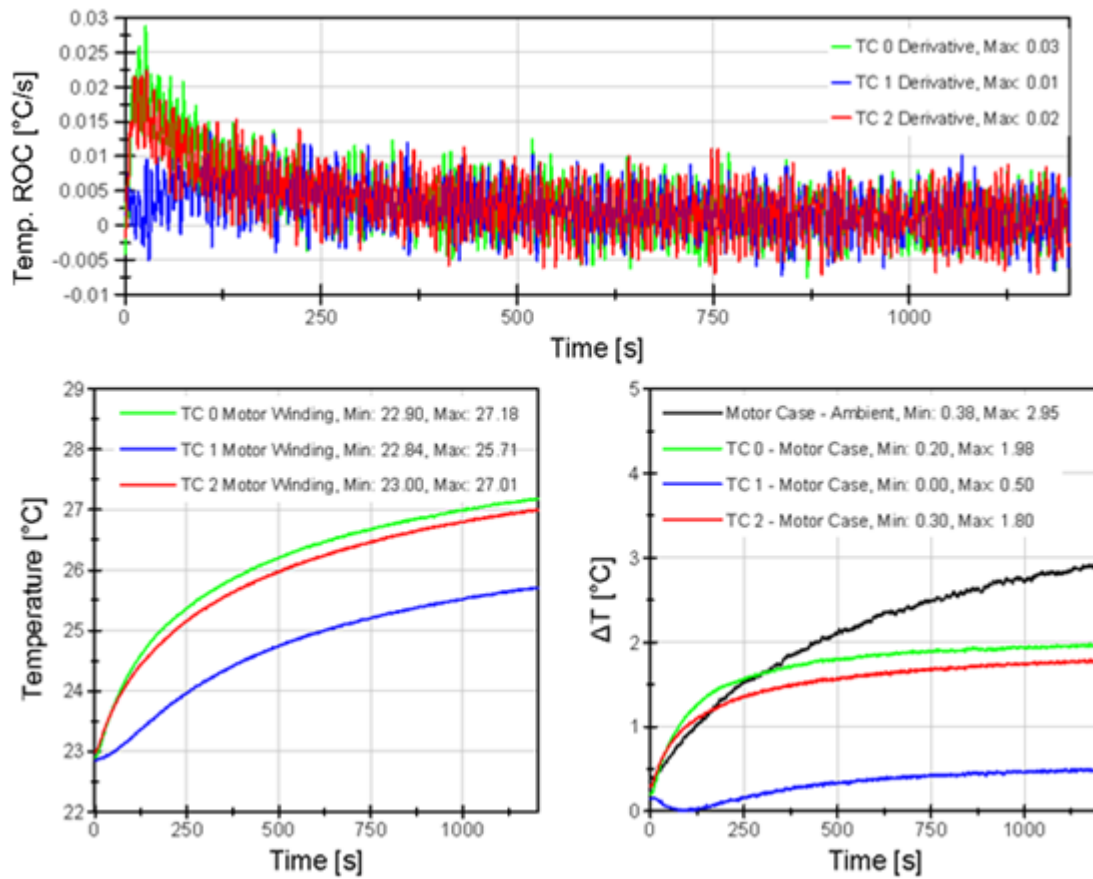 0.03
0.025
0.02
0.015
0.01
0.005
0
-0.005
-0.01
Temp. ROC [°C/s]
TC 0 Derivative, Max: 0.03
TC 1 Derivative, Max: 0.01
TC 2 Derivative, Max: 0.02
0 250 500 750 1000
Time [s]
29
28
27
26
25
24
23
22
Temperature [°C]
TC 0 Motor Winding, Min: 22.90, Max: 27.18
TC 1 Motor Winding, Min: 22.84, Max: 25.71
TC 2 Motor Winding, Min: 23.00, Max: 27.01
0 250 500 750 1000
Time [s]
5
4
3
2
1
0
ΔT [°C]
Motor Case - Ambient, Min: 0.38, Max: 2.95
TC 0 - Motor Case, Min: 0.20, Max: 1.98
TC 1 - Motor Case, Min: 0.00, Max: 0.50
TC 2 - Motor Case, Min: 0.30, Max: 1.80
0 250 500 750 1000
Time [s]